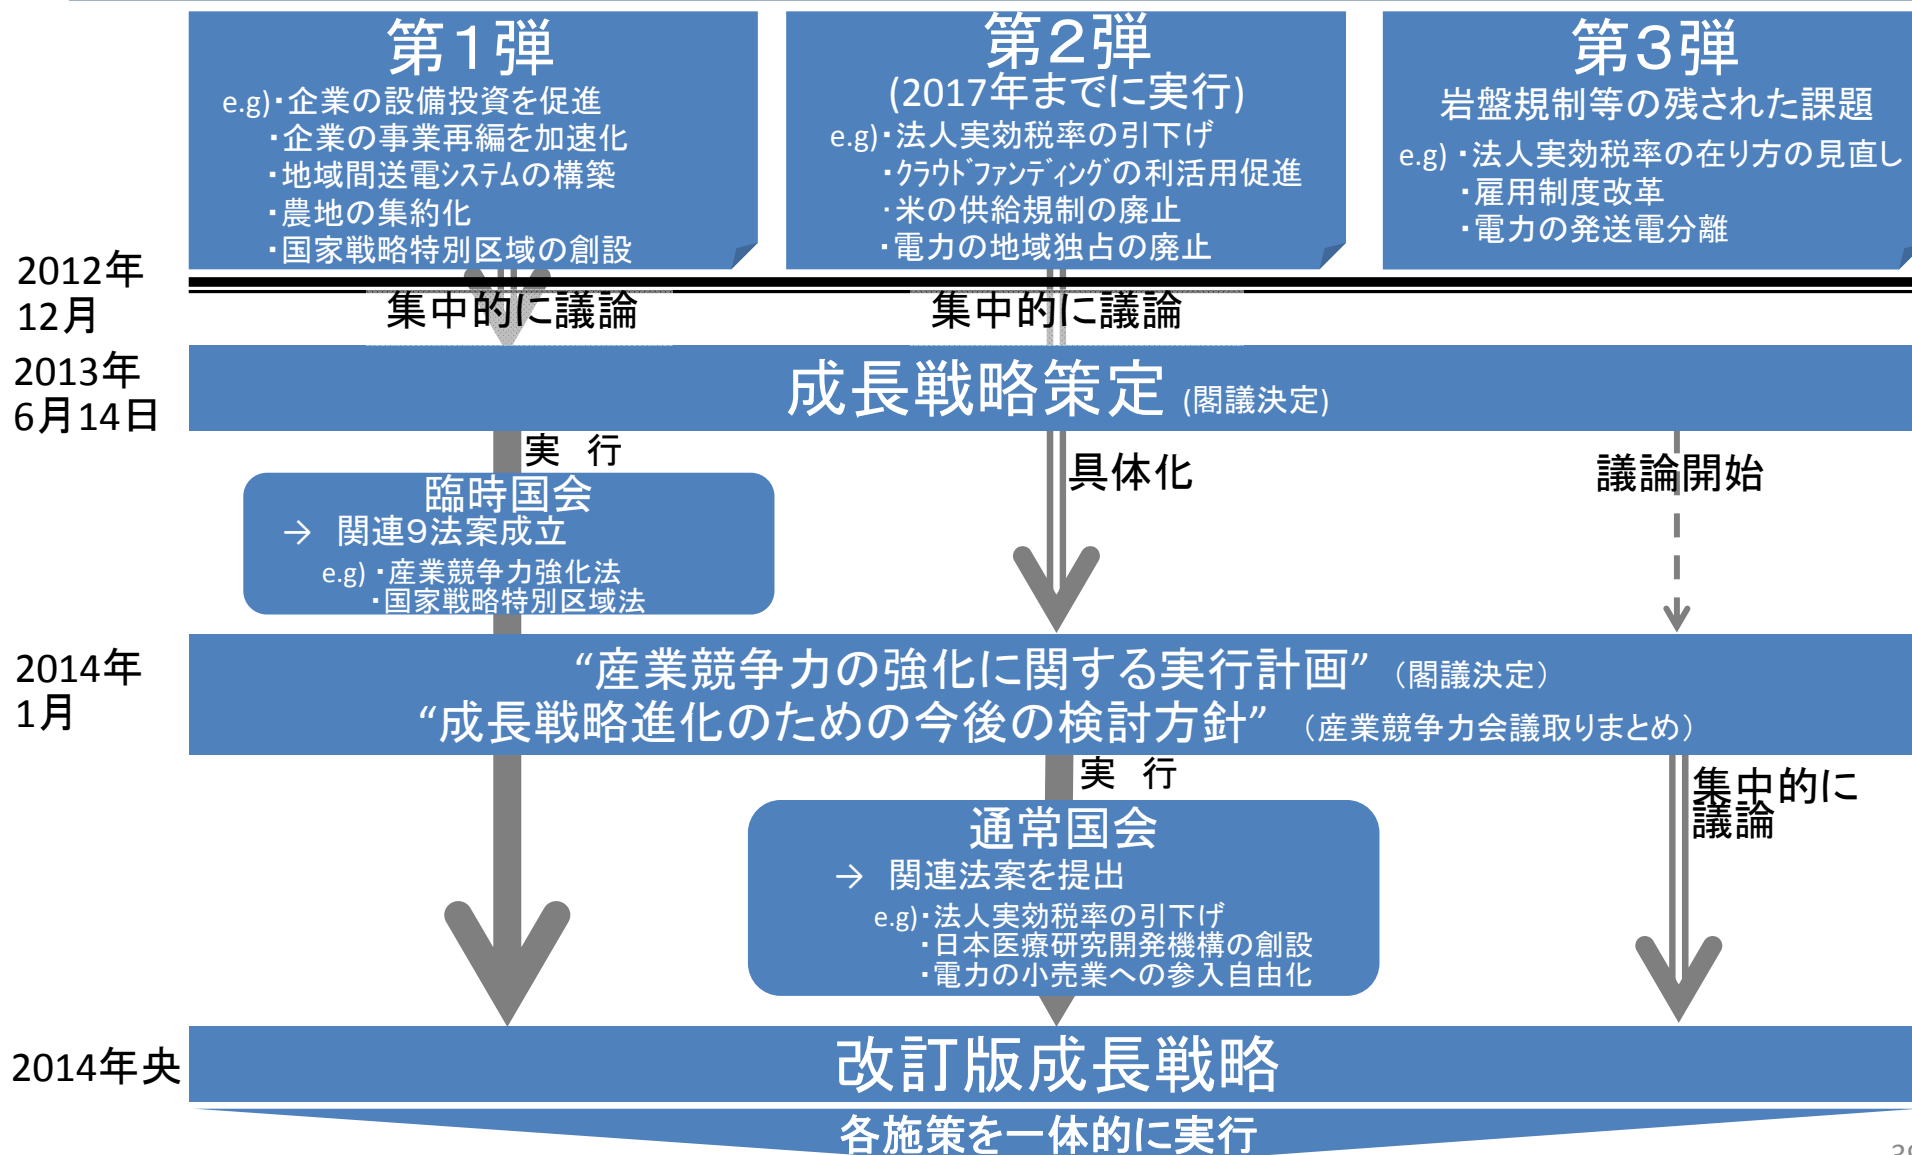 第1弾
e.g)・企業の設備投資を促進
・企業の事業再編を加速化
・地域間送電ｼｽﾃﾑの構築
・農地の集約化
・国家戦略特別区域の創設
第2弾
(2017年までに実行)
e.g)・法人実効税率の引下げ
・ｸﾗｳﾄﾞﾌｧﾝﾃﾞｨﾝｸﾞの利活用促進
・米の供給規制の廃止
・電力の地域独占の廃止
第3弾
岩盤規制等の残された課題
e.g)・法人実効税率の在り方の見直し
・雇用制度改革
・電力の発送電分離
2012年
12月
集中的に議論
集中的に議論
2013年
6月14日
成長戦略策定 (閣議決定)
実 行
具体化
議論開始
臨時国会
→ 関連9法案成立
e.g)・産業競争力強化法
・国家戦略特別区域法
2014年
1月
“産業競争力の強化に関する実行計画”（閣議決定）
“成長戦略進化のための今後の検討方針”（産業競争力会議取りまとめ）
実 行
集中的に
議論
通常国会
→ 関連法案を提出
e.g)・法人実効税率の引下げ
・日本医療研究開発機構の創設
・電力の小売業への参入自由化
2014年央
改訂版成長戦略
各施策を一体的に実行